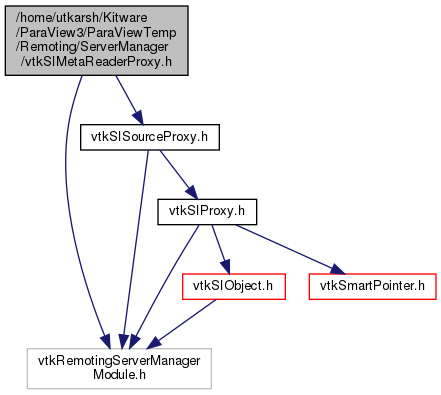 /home/utkarsh/Kitware
/ParaView3/ParaViewTemp
/Remoting/ServerManager
/vtkSIMetaReaderProxy.h
vtkSISourceProxy.h
vtkSIProxy.h
vtkSIObject.h
vtkSmartPointer.h
vtkRemotingServerManager
Module.h